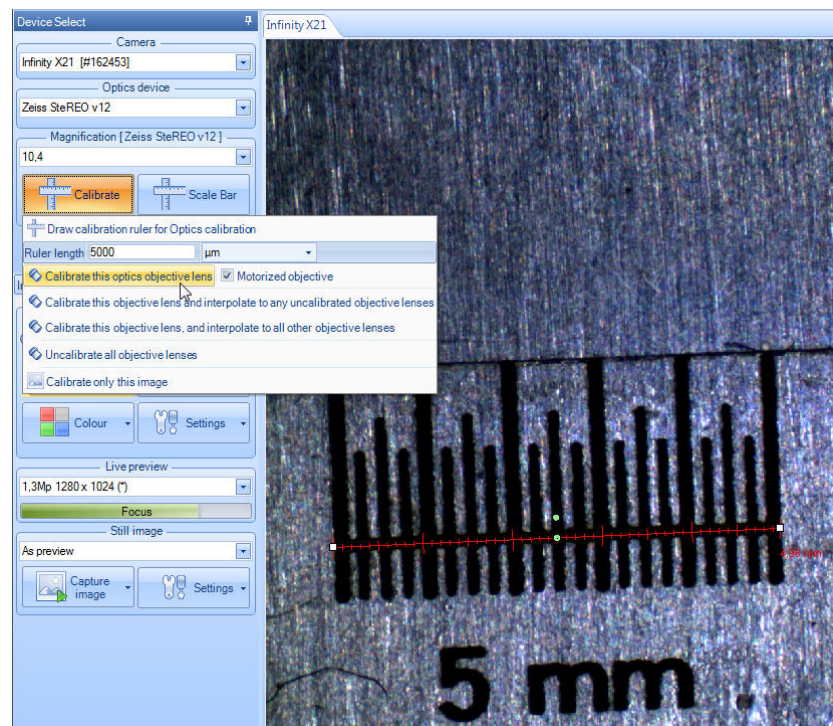 Device Select
Infinity X21
Camera
Infinity X21 [#162453]
Optics device
Zeiss SteREO v12
Magnification [Zeiss SteREO v12]
10,4
Calibrate
Scale Bar
Draw calibration ruler for Optics calibration
Ruler length 5000 µm
Calibrate this optics objective lens Motorized objective
Calibrate this objective lens and interpolate to any uncalibrated objective lenses
Calibrate this objective lens, and interpolate to all other objective lenses
Uncalibrate all objective lenses
Calibrate only this image
Colour
Settings
Live preview
1,3Mp 1280 x 1024 (*)
Focus
Still image
As preview
Capture image
Settings
5 mm